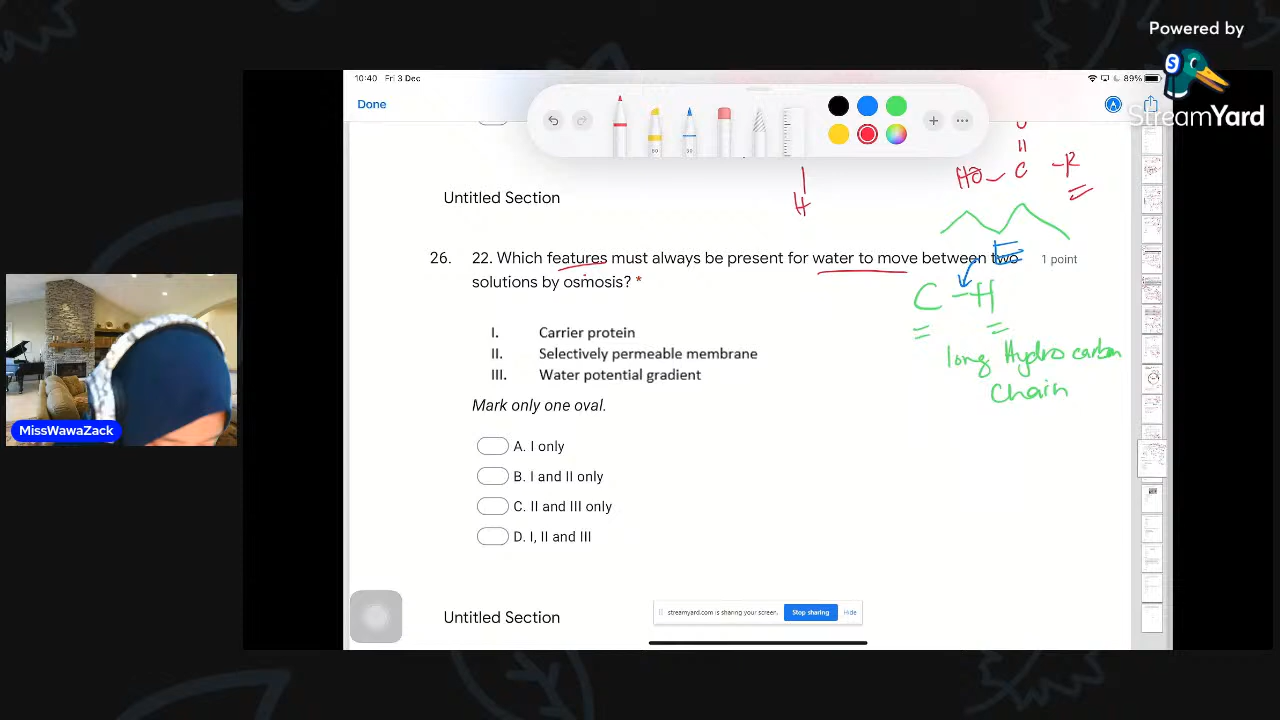 Powered by
StreamYard
10:40 Fri 3 Dec
89%
Done
HO - C - R
H
Untitled Section
26. 22. Which features must always be present for water to move between two 1 point
solutions by osmosis? *
E
C - H
I. Carrier protein
II. Selectively permeable membrane
III. Water potential gradient
long Hydro carbon
chain
Mark only one oval.
A. I only
B. I and II only
C. II and III only
D. I, II and III
MissWawaZack
streamyard.com is sharing your screen. Stop sharing Hide
Untitled Section